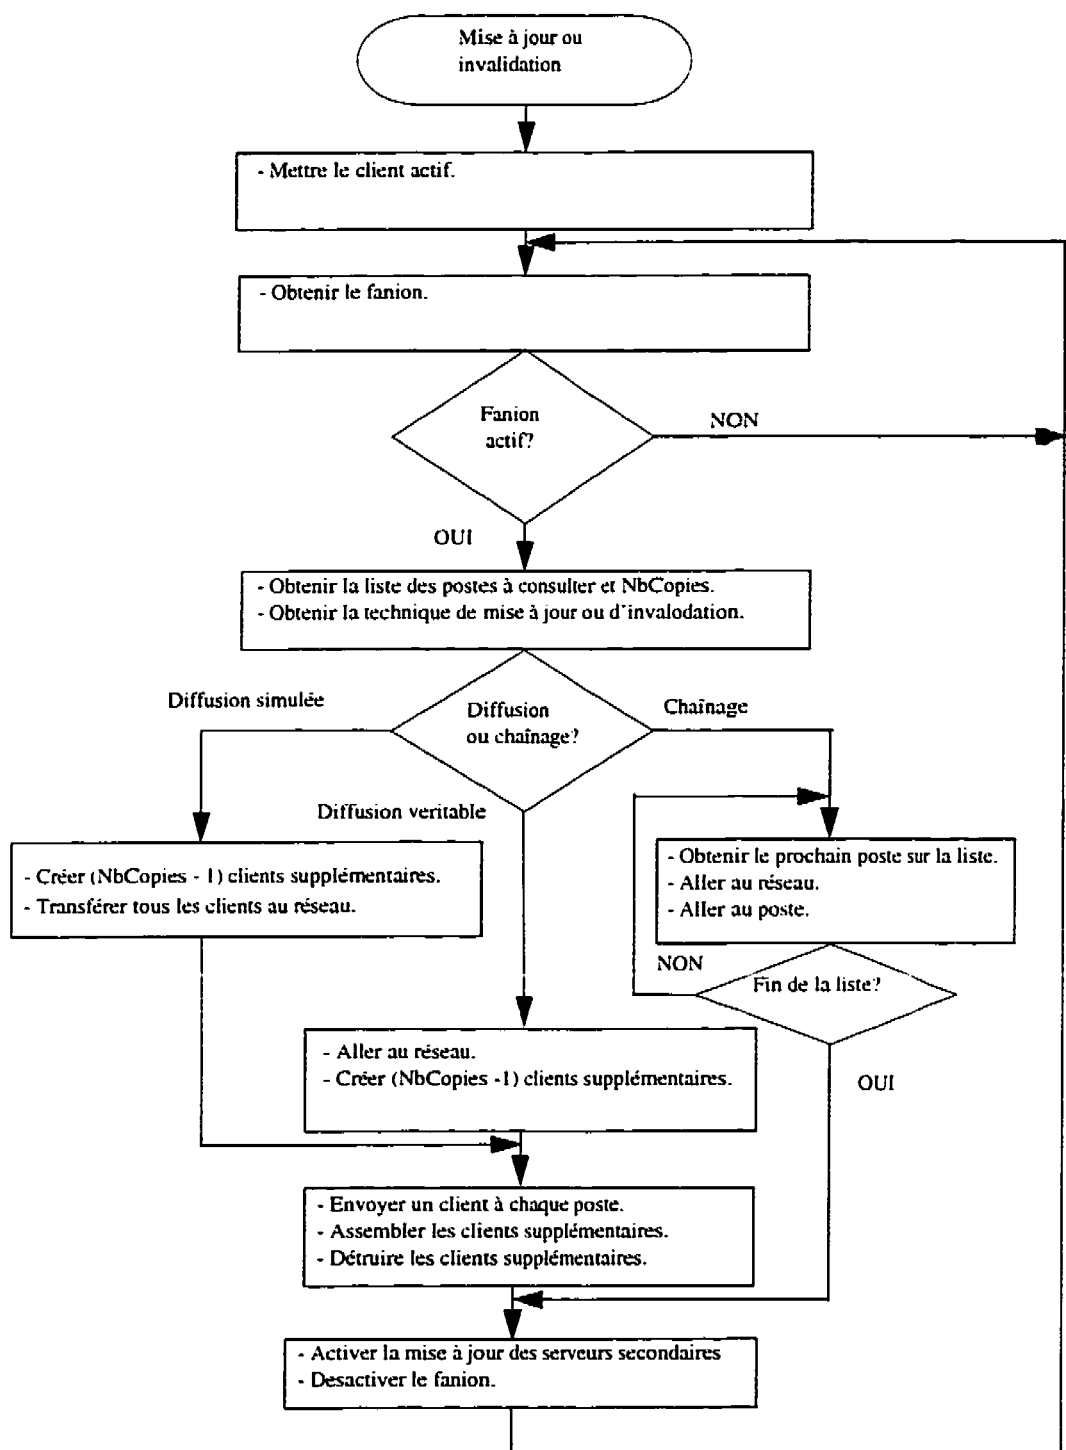 Mise à jour ou
invalidation
- Mettre le client actif.
- Obtenir le fanion.
Fanion
actif?
NON
OUI
- Obtenir la liste des postes à consulter et NbCopies.
- Obtenir la technique de mise à jour ou d'invalodation.
Diffusion simulée
Diffusion
ou chaînage?
Chaînage
Diffusion veritable
- Créer (NbCopies - 1) clients supplémentaires.
- Transférer tous les clients au réseau.
- Obtenir le prochain poste sur la liste.
- Aller au réseau.
- Aller au poste.
NON
Fin de la liste?
- Aller au réseau.
- Créer (NbCopies -1) clients supplémentaires.
OUI
- Envoyer un client à chaque poste.
- Assembler les clients supplémentaires.
- Détruire les clients supplémentaires.
- Activer la mise à jour des serveurs secondaires
- Desactiver le fanion.